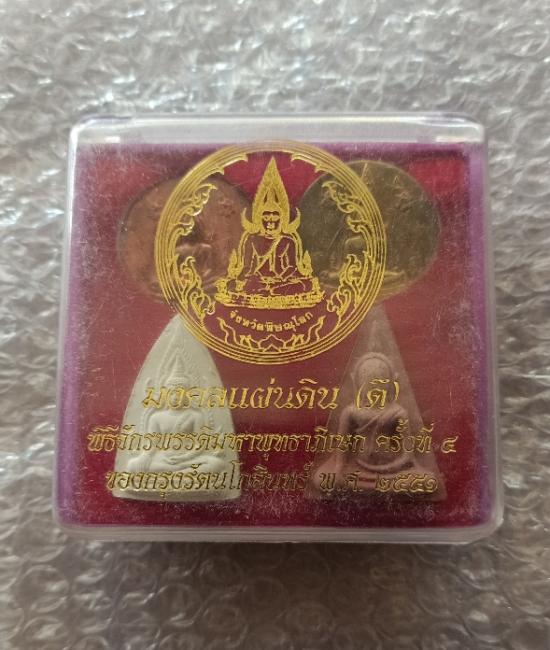 จังหวัดพิษณุโลก
มงคลแผ่นดิน (ดี)
พิธีจักรพรรดิมหาพุทธาภิเษก ครั้งที่ ๔
ของกรุงรัตนโกสินทร์ พ.ศ. ๒๕๕๑